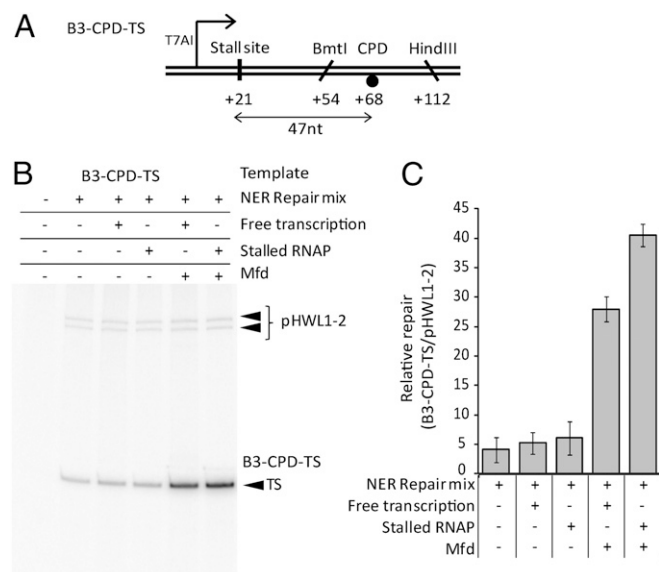 A
B3-CPD-TS
T7AI
Stall site
BmtI
CPD
HindIII
+21
+54
+68
+112
47nt
B
B3-CPD-TS
Template
- + + + + + NER Repair mix
- - + - + - Free transcription
- - - + - + Stalled RNAP
- - - - + + Mfd
pHWL1-2
B3-CPD-TS
TS
C
Relative repair
(B3-CPD-TS/pHWL1-2)
45
40
35
30
25
20
15
10
5
0
NER Repair mix + + + + +
Free transcription - + - + -
Stalled RNAP - - + - +
Mfd - - - + +